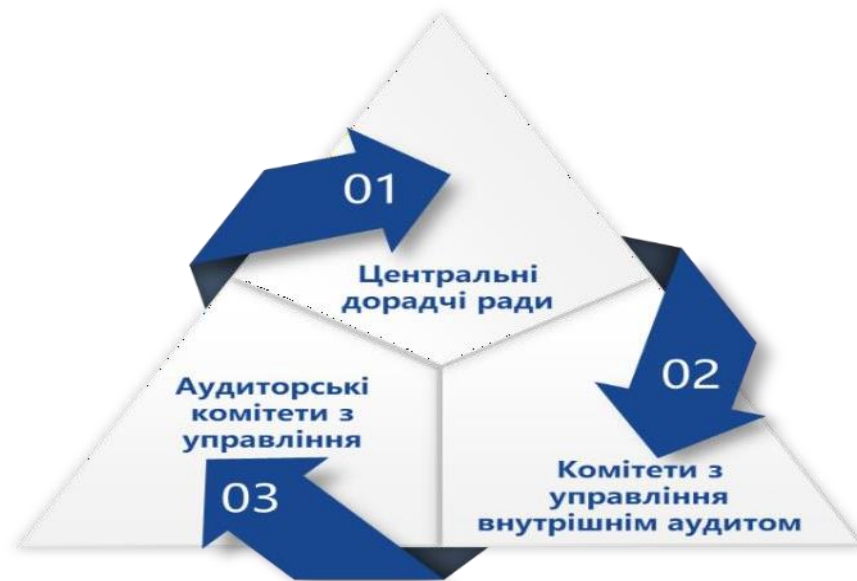 01
Центральні
дорадчі ради
02
Комітети з
управління
внутрішнім аудитом
03
Аудиторські
комітети з
управління